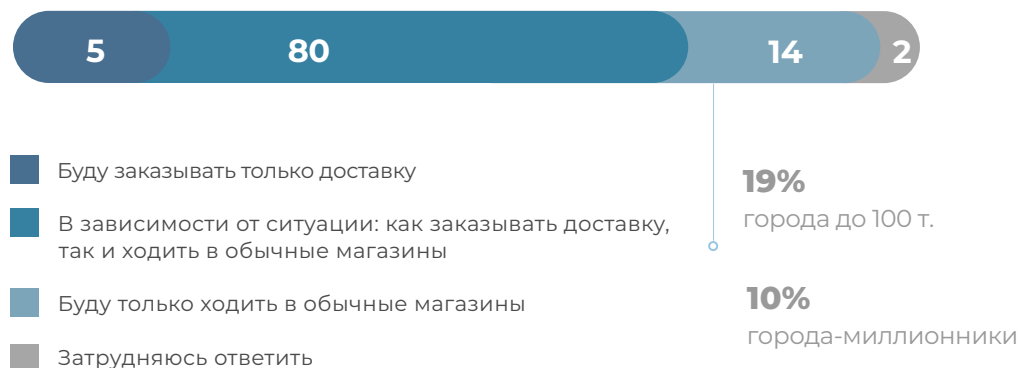 5 80 14 2
Буду заказывать только доставку
В зависимости от ситуации: как заказывать доставку,
так и ходить в обычные магазины
Буду только ходить в обычные магазины
Затрудняюсь ответить
19%
города до 100 т.
10%
города-миллионники